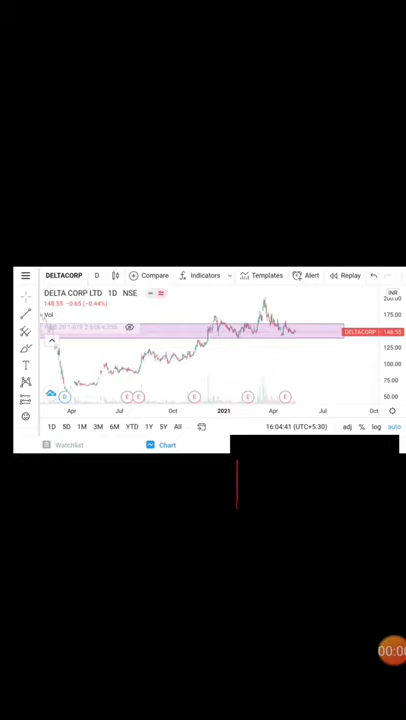 DELTACORP D Compare Indicators Templates Alert Replay
DELTA CORP LTD 1D NSE
INR
148.55 -0.65 (-0.44%)
200.00
Vol
175.00
DELTACORP 148.55
125.00
100.00
75.00
50.00
D E E E E E
Apr Jul Oct 2021 Apr Jul Oct
1D 5D 1M 3M 6M YTD 1Y 5Y All 16:04:41 (UTC+5:30) adj % log auto
Watchlist Chart